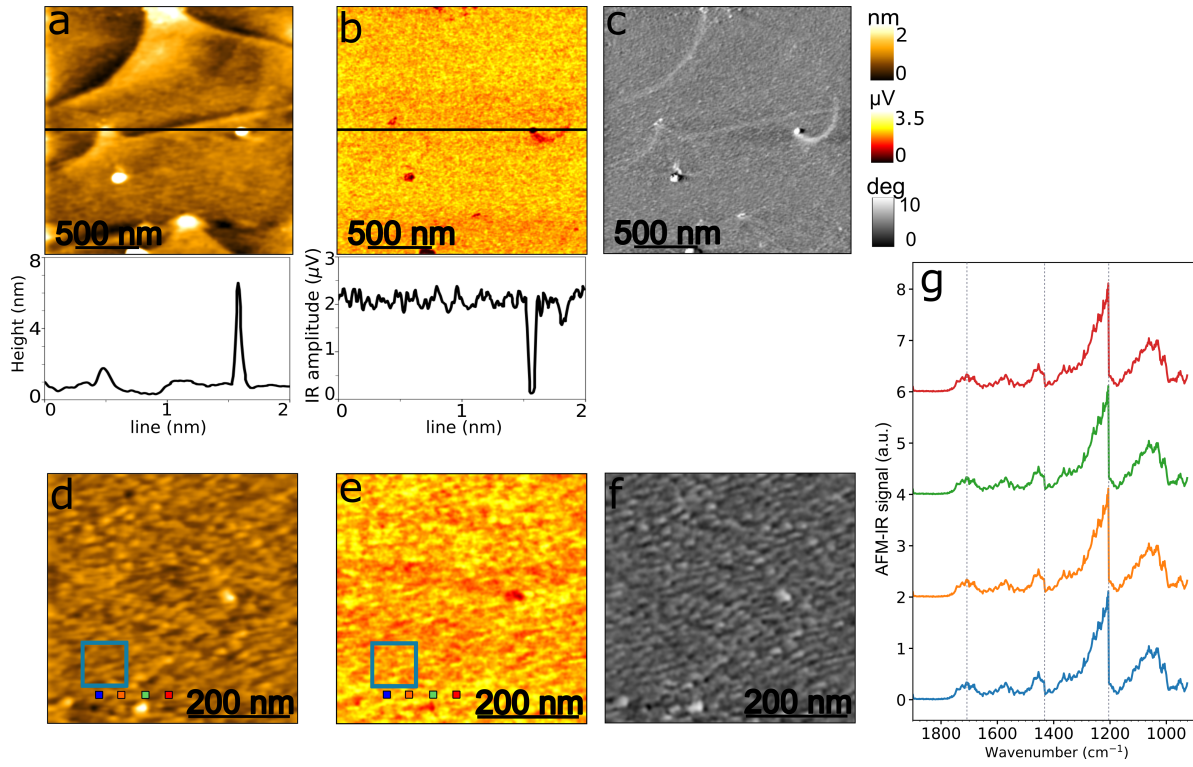 a
b
c
nm
2
0
μV
3.5
0
deg
10
0
500 nm
500 nm
500 nm
Height (nm)
8
4
0
0
1
2
line (nm)
IR amplitude (μV)
3
2
1
0
0
1
2
line (nm)
g
AFM-IR signal (a.u.)
8
7
6
5
4
3
2
1
0
1800 1600 1400 1200 1000
Wavenumber (cm⁻¹)
d
e
f
200 nm
200 nm
200 nm